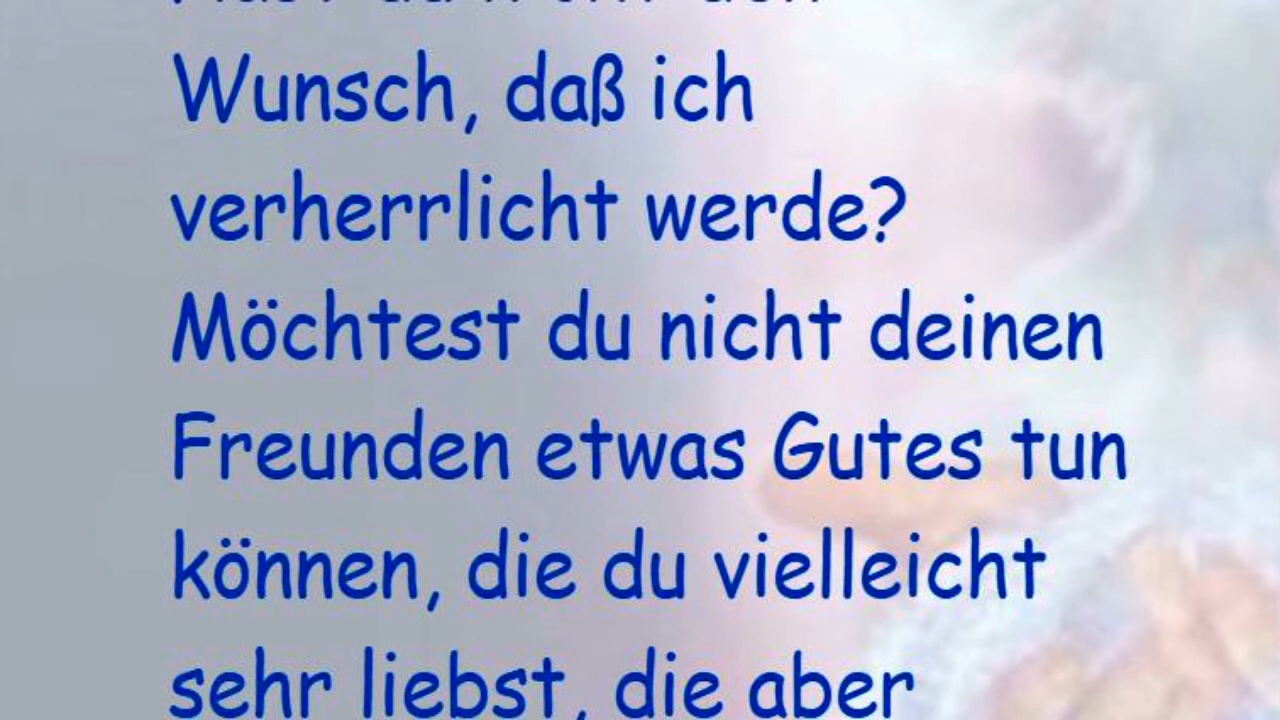 Wunsch, daß ich
verherrlicht werde?
Möchtest du nicht deinen
Freunden etwas Gutes tun
können, die du vielleicht
sehr liebst, die aber